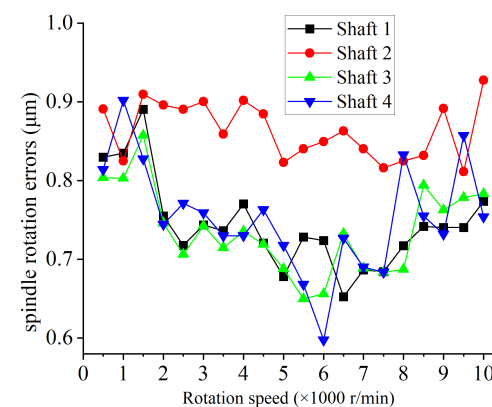 1.0
0.9
0.8
0.7
0.6
spindle rotation errors (μm)
Shaft 1
Shaft 2
Shaft 3
Shaft 4
0 1 2 3 4 5 6 7 8 9 10
Rotation speed (×1000 r/min)